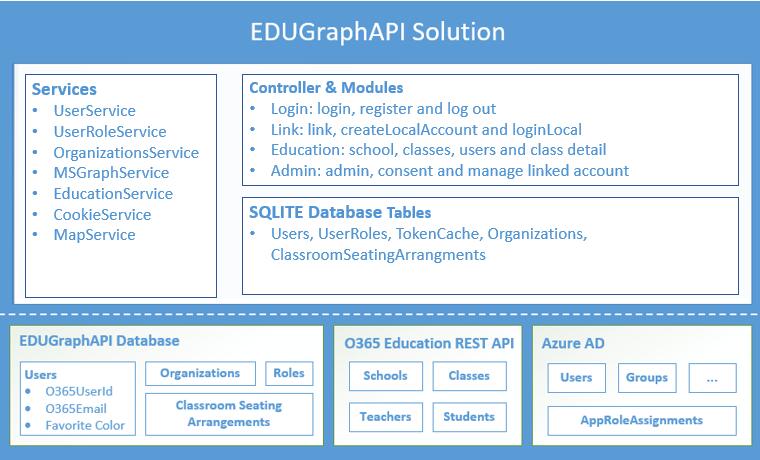 EDUGraphAPI Solution
Services
• UserService
• UserRoleService
• OrganizationsService
• MSGraphService
• EducationService
• CookieService
• MapService
Controller & Modules
• Login: login, register and log out
• Link: link, createLocalAccount and loginLocal
• Education: school, classes, users and class detail
• Admin: admin, consent and manage linked account
SQLITE Database Tables
• Users, UserRoles, TokenCache, Organizations,
ClassroomSeatingArrangments
EDUGraphAPI Database
Users
• O365UserId
• O365Email
• Favorite Color
Organizations
Roles
Classroom Seating
Arrangements
O365 Education REST API
Schools
Classes
Teachers
Students
Azure AD
Users
Groups
...
AppRoleAssignments